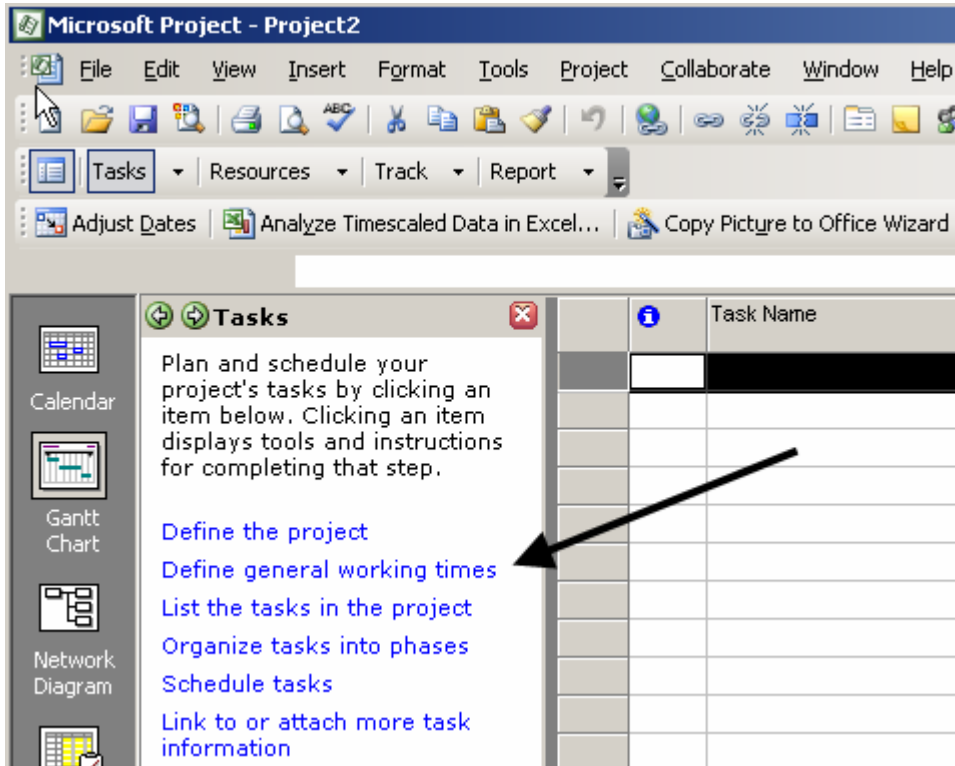 Microsoft Project - Project2
File Edit View Insert Format Tools Project Collaborate Window Help
ABC
Tasks Resources Track Report
Adjust Dates Analyze Timescaled Data in Excel... Copy Picture to Office Wizard
Tasks
Task Name
Plan and schedule your
project's tasks by clicking an
item below. Clicking an item
displays tools and instructions
for completing that step.
Define the project
Define general working times
List the tasks in the project
Organize tasks into phases
Schedule tasks
Link to or attach more task
information
Calendar
Gantt
Chart
Network
Diagram